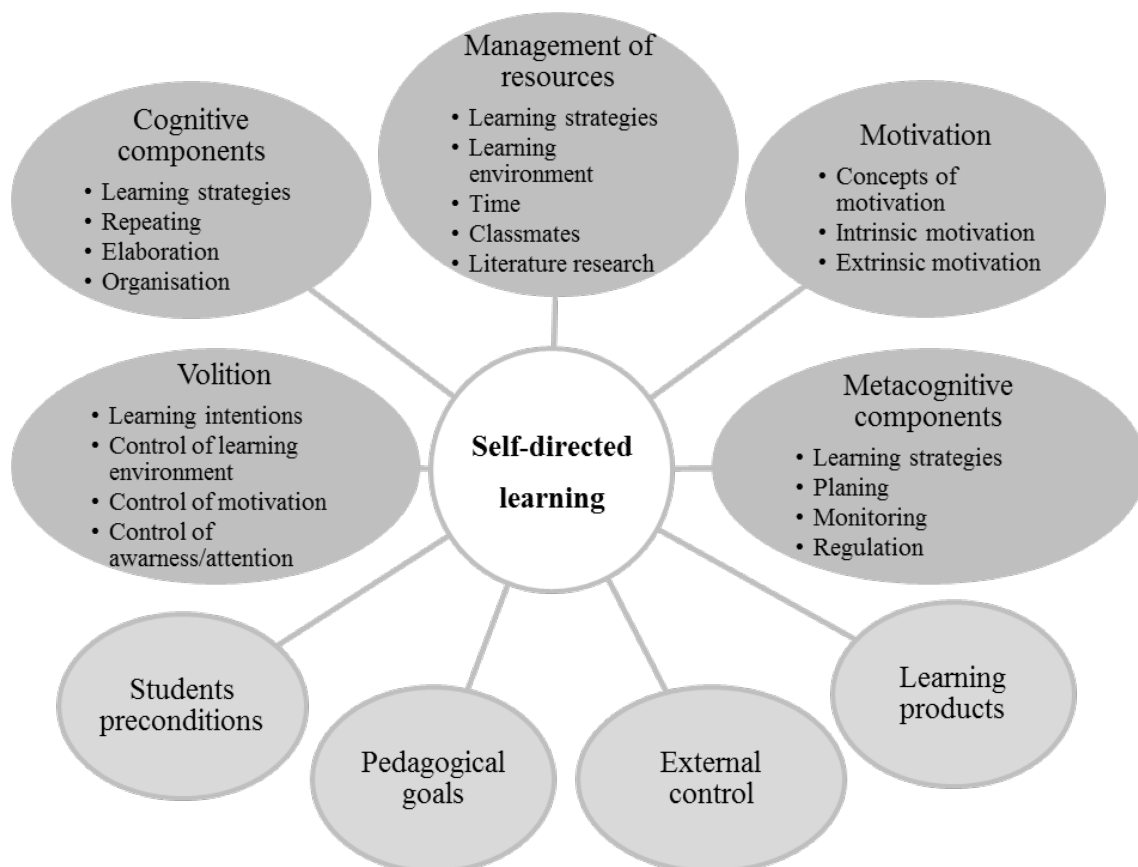 Management of
resources
• Learning strategies
• Learning
environment
• Time
• Classmates
• Literature research
Cognitive
components
• Learning strategies
• Repeating
• Elaboration
• Organisation
Motivation
• Concepts of
motivation
• Intrinsic motivation
• Extrinsic motivation
Volition
• Learning intentions
• Control of learning
environment
• Control of motivation
• Control of
awarness/attention
Self-directed
learning
Metacognitive
components
• Learning strategies
• Planing
• Monitoring
• Regulation
Students
preconditions
Pedagogical
goals
External
control
Learning
products